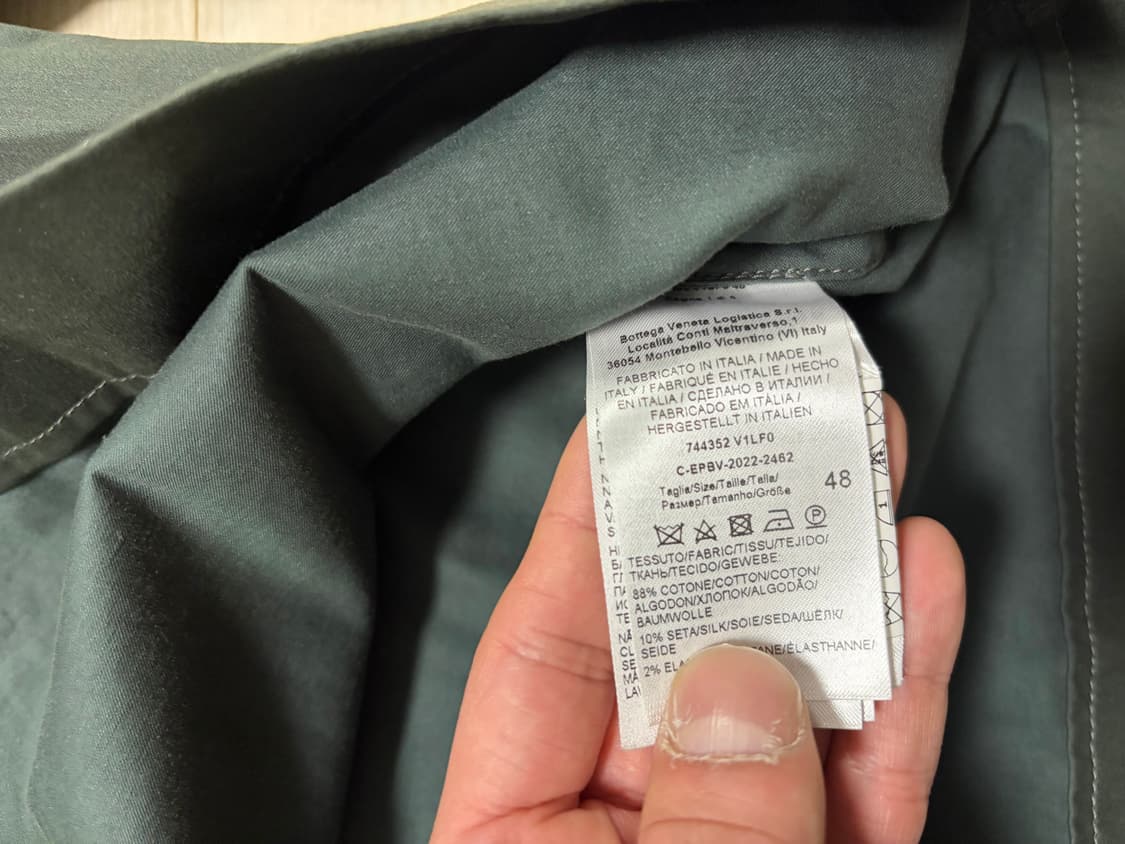 Bottega Veneta Logistica S.r.l.
Località Conti Maltraverso,1
36054 Montebello Vicentino (VI) Italy
FABBRICATO IN ITALIA / MADE IN
ITALY / FABRIQUÉ EN ITALIE / HECHO
EN ITALIA / СДЕЛАНО В ИТАЛИИ /
FABRICADO EM ITÀLIA /
HERGESTELLT IN ITALIEN
744352 V1LF0
C-EPBV-2022-2462
Taglia/Size/Taille/Talla/
Размер/Tamanho/Größe
48
P
TESSUTO/FABRIC/TISSU/TEJIDO/
ТКАНЬ/TECIDO/GEWEBE:
88% COTONE/COTTON/COTON/
ALGODON/ХЛОПОК/ALGODÃO/
BAUMWOLLE
10% SETA/SILK/SOIE/SEDA/ШЁЛК/
SEIDE
2% /ÉLASTHANNE/